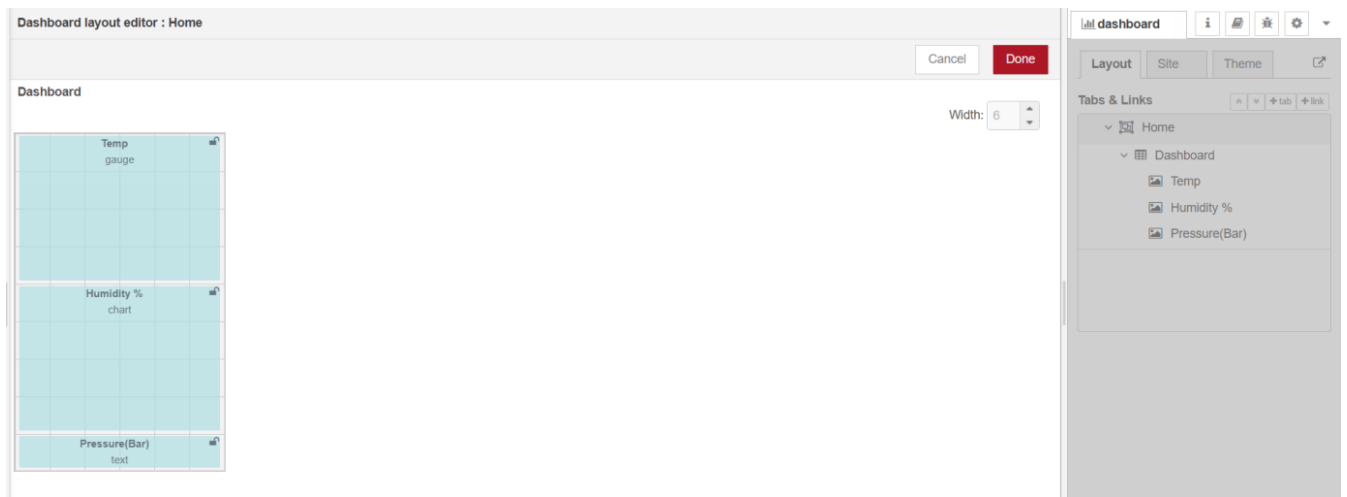 Dashboard layout editor : Home
Cancel
Done
Dashboard
Width: 6
Temp
gauge
Humidity %
chart
Pressure(Bar)
text
dashboard
i
Layout
Site
Theme
Tabs & Links
+ tab
+ link
Home
Dashboard
Temp
Humidity %
Pressure(Bar)